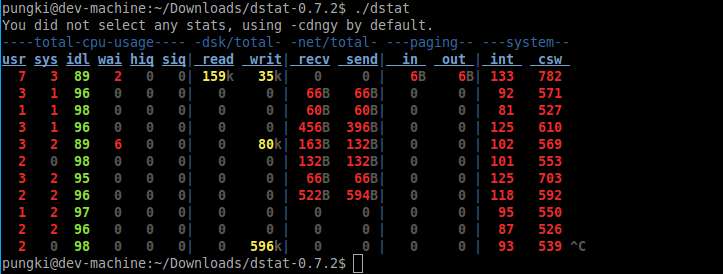 pungki@dev-machine:~/Downloads/dstat-0.7.2$ ./dstat
You did not select any stats, using -cdngy by default.
----total-cpu-usage---- -dsk/total- -net/total- ---paging-- ---system--
usr sys idl wai hiq siq| read  writ| recv  send|  in   out | int   csw
  7   3  89   2   0   0| 159k   35k|   0     0 |   6B    6B| 133   782
  3   1  96   0   0   0|   0     0 |  66B   66B|   0     0 |  92   571
  1   1  98   0   0   0|   0     0 |  60B   60B|   0     0 |  81   527
  3   1  96   0   0   0|   0     0 | 456B  396B|   0     0 | 125   610
  3   2  89   6   0   0|   0    80k| 163B  132B|   0     0 | 102   569
  2   0  98   0   0   0|   0     0 | 132B  132B|   0     0 | 101   553
  3   2  95   0   0   0|   0     0 |  66B   66B|   0     0 | 125   703
  2   2  96   0   0   0|   0     0 | 522B  594B|   0     0 | 118   592
  1   2  97   0   0   0|   0     0 |   0     0 |   0     0 |  95   550
  2   2  96   0   0   0|   0     0 |   0     0 |   0     0 |  87   526
  2   0  98   0   0   0|   0   596k|   0     0 |   0     0 |  93   539 ^C
pungki@dev-machine:~/Downloads/dstat-0.7.2$